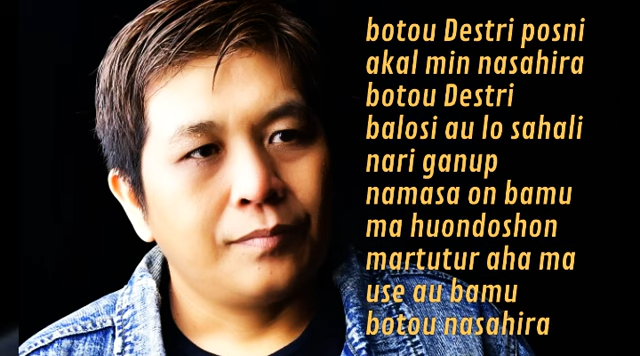 botou Destri posni
akal min nasahira
botou Destri
balosi au lo sahali
nari ganup
namasa on bamu
ma huondoshon
martutur aha ma
use au bamu
botou nasahira